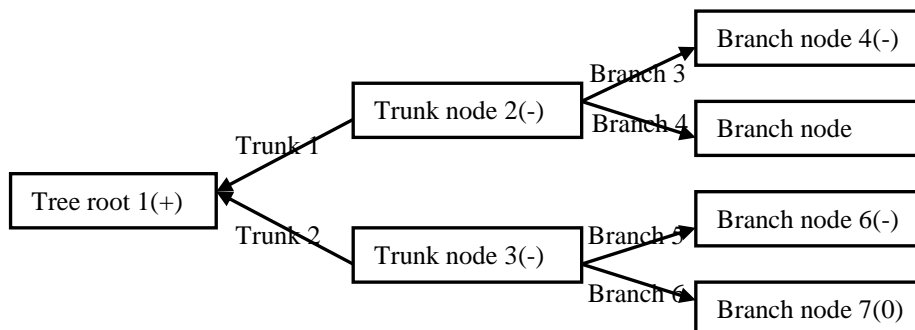 Branch node 4(-)
Branch 3
Trunk node 2(-)
Branch 4
Branch node
Trunk 1
Tree root 1(+)
Branch node 6(-)
Trunk 2
Branch 5
Trunk node 3(-)
Branch 6
Branch node 7(0)